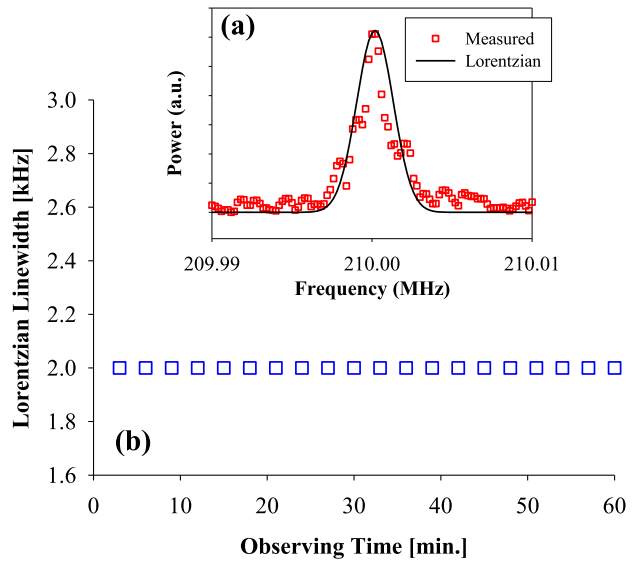 (a)
Measured
Lorentzian
Power (a.u.)
209.99
210.00
210.01
Frequency (MHz)
3.0
2.8
2.6
2.4
2.2
2.0
1.8
1.6
Lorentzian Linewidth [kHz]
(b)
0
10
20
30
40
50
60
Observing Time [min.]